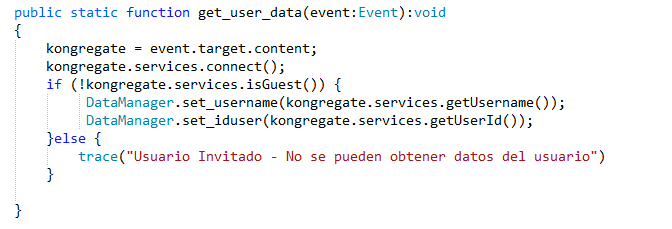 public static function get_user_data(event:Event):void
{
    kongregate = event.target.content;
    kongregate.services.connect();
    if (!kongregate.services.isGuest()) {
        DataManager.set_username(kongregate.services.getUsername());
        DataManager.set_iduser(kongregate.services.getUserId());
    }else {
        trace("Usuario Invitado - No se pueden obtener datos del usuario")
    }
}